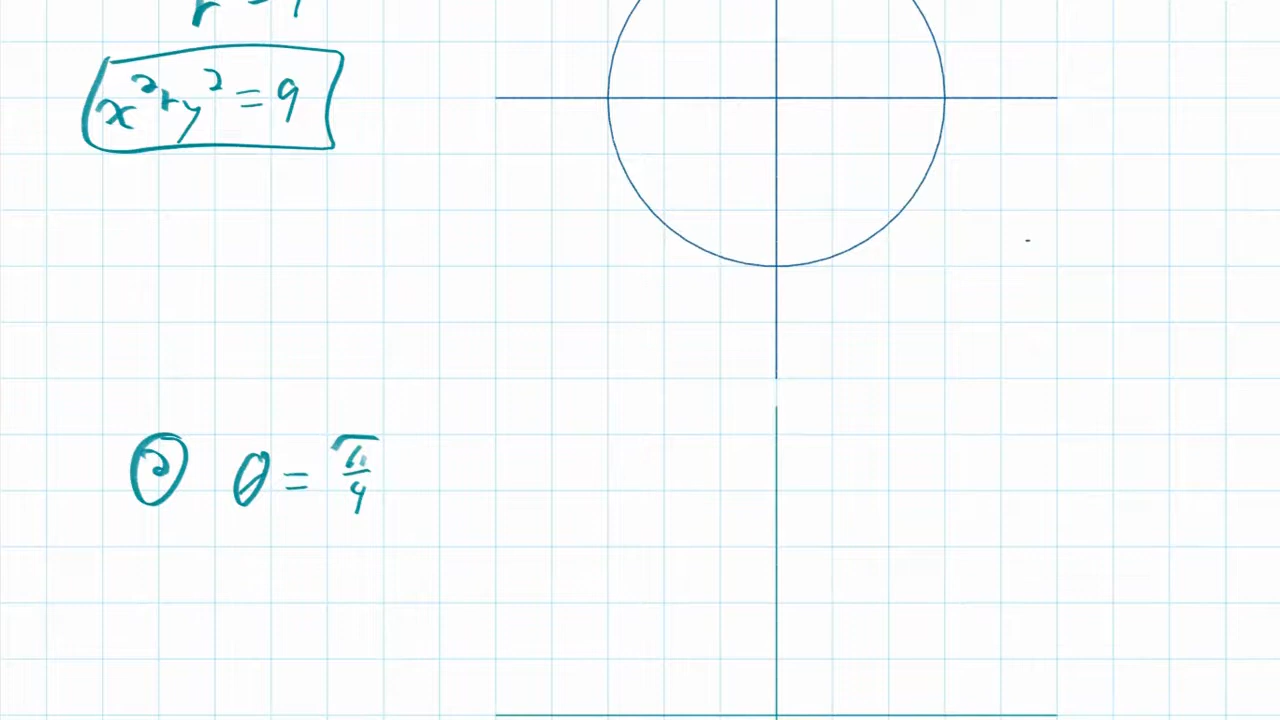 x² + y² = 9
② θ = π/4